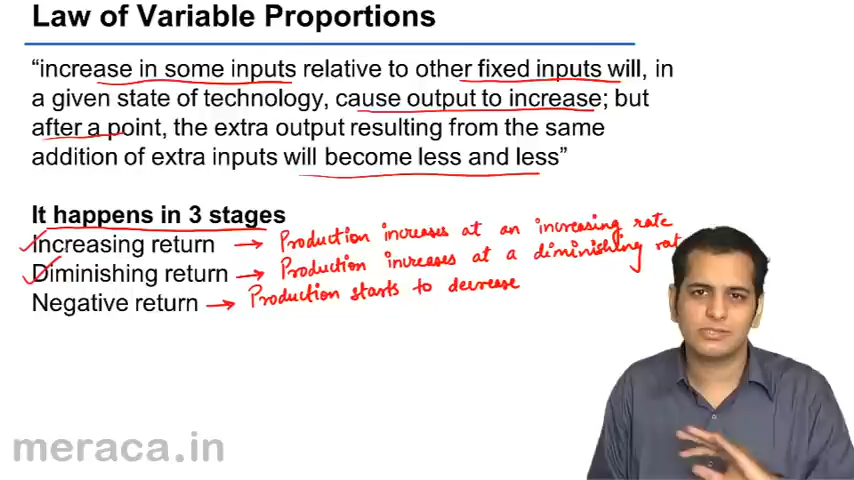 Law of Variable Proportions
“increase in some inputs relative to other fixed inputs will, in
a given state of technology, cause output to increase; but
after a point, the extra output resulting from the same
addition of extra inputs will become less and less”
It happens in 3 stages
Increasing return → Production increases at an increasing rate
Diminishing return → Production increases at a diminishing rat
Negative return → Production starts to decrease
meraca.in